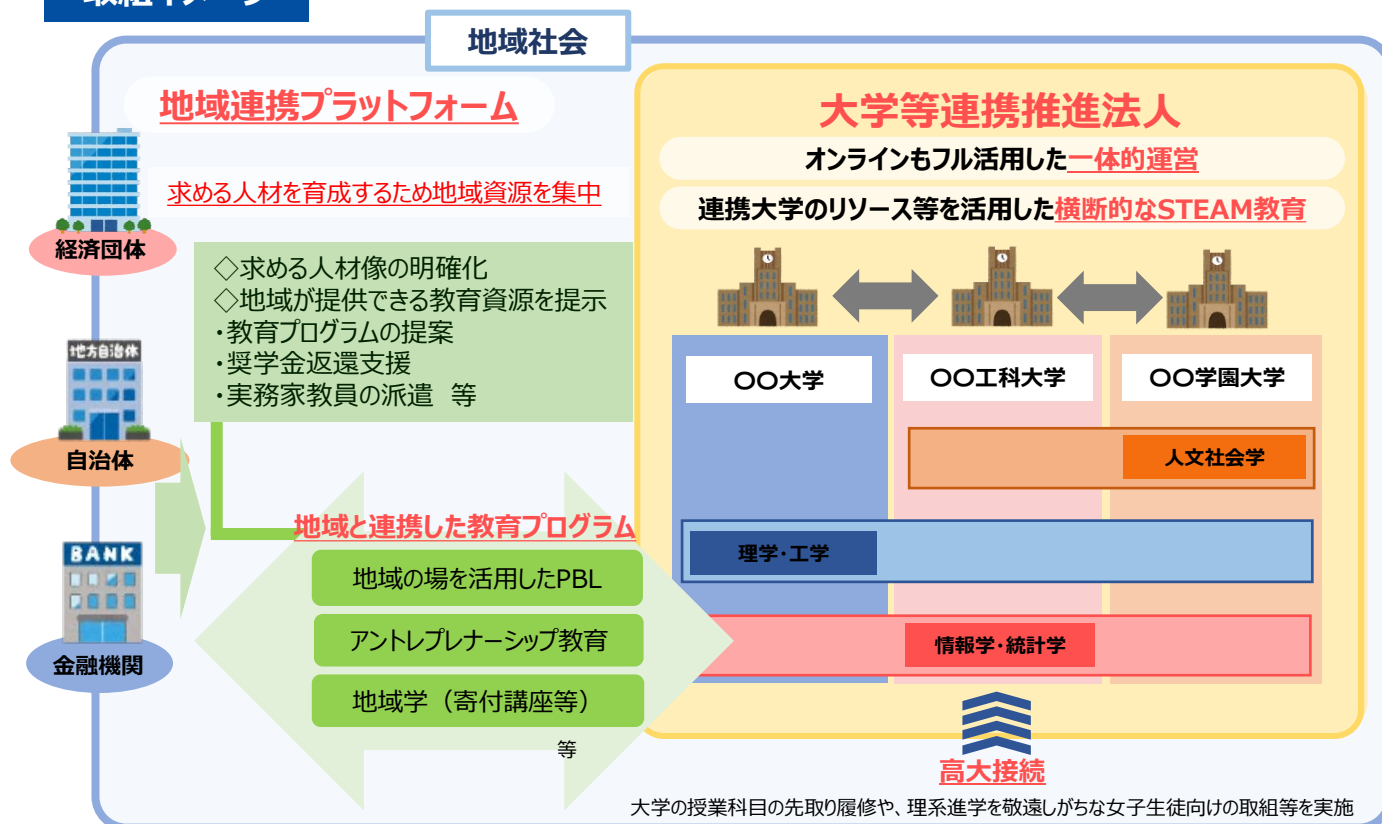 取組イメージ
地域社会
地域連携プラットフォーム
求める人材を育成するため地域資源を集中
経済団体
◇求める人材像の明確化
◇地域が提供できる教育資源を提示
・教育プログラムの提案
・奨学金返還支援
・実務家教員の派遣 等
地方自治体
自治体
BANK
金融機関
地域と連携した教育プログラム
地域の場を活用したPBL
アントレプレナーシップ教育
地域学（寄付講座等）
等
大学等連携推進法人
オンラインもフル活用した一体的運営
連携大学のリソース等を活用した横断的なSTEAM教育
〇〇大学
〇〇工科大学
〇〇学園大学
人文社会学
理学・工学
情報学・統計学
高大接続
大学の授業科目の先取り履修や、理系進学を敬遠しがちな女子生徒向けの取組等を実施